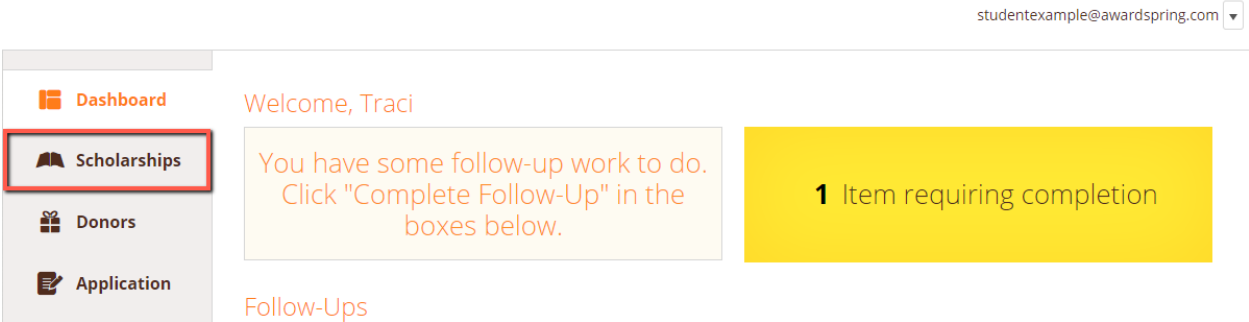 studentexample@awardspring.com
Dashboard
Scholarships
Donors
Application
Welcome, Traci
You have some follow-up work to do.
Click "Complete Follow-Up" in the
boxes below.
1 Item requiring completion
Follow-Ups